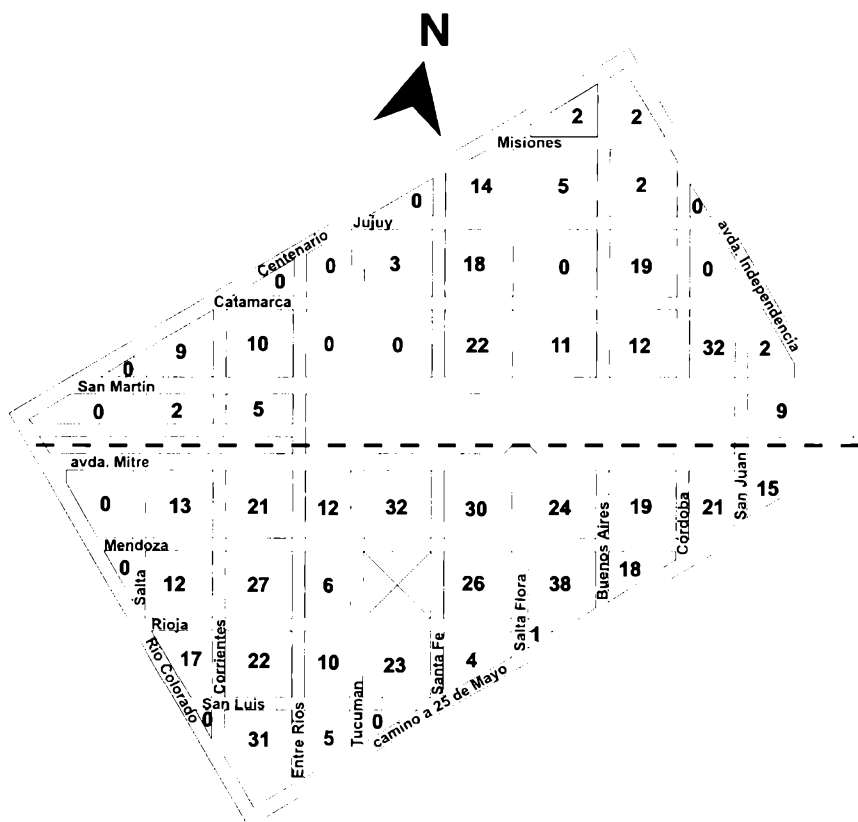 N
2 2
Misiones
14 5 2
0 0
Jujuy
avda. Independencia
Centenario
0 3 18 0 19 0
0
Catamarca
9 10 0 0 22 11 12 32 2
0
San Martín
0 2 5 9
avda. Mitre
0 13 21 12 32 30 24 19 21 15
San Juan
Córdoba
Buenos Aires
Mendoza
0 12 27 6 26 38 18
Salta
Salta Flora
Rioja
1
Río Colorado
17 22 10 23 4
Corrientes
Santa Fe
San Luis
camino a 25 de Mayo
0 31 5 0
Entre Ríos
Tucuman